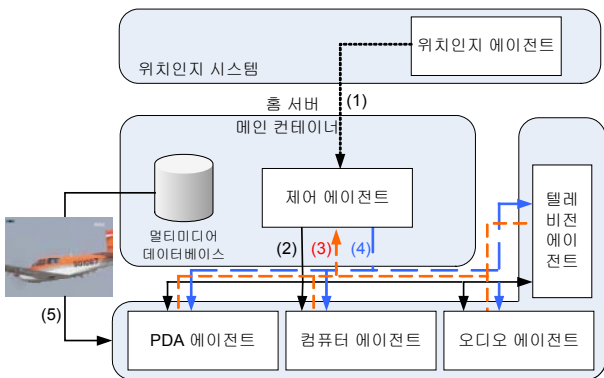 위치인지 에이전트
위치인지 시스템
홈 서버
(1)
메인 컨테이너
제어 에이전트
멀티미디어
데이터베이스
(2)
(3)
(4)
텔레
비전
에이
전트
(5)
PDA 에이전트
컴퓨터 에이전트
오디오 에이전트